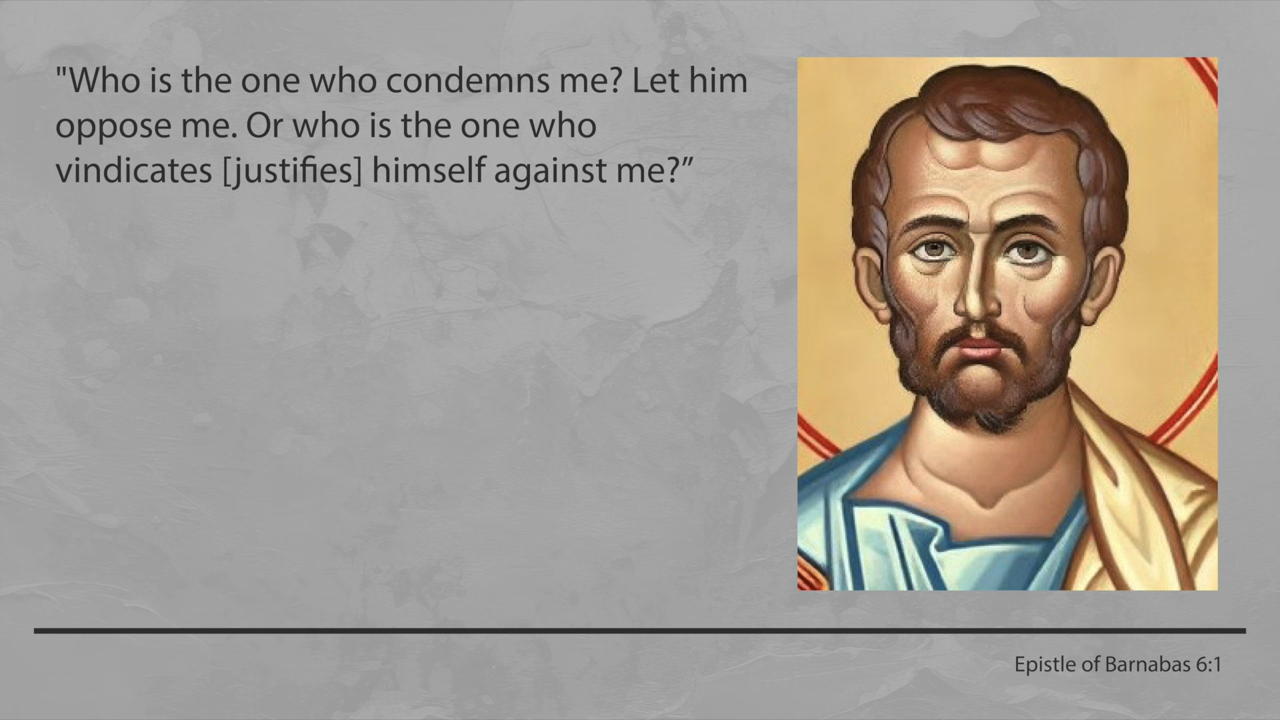 "Who is the one who condemns me? Let him
oppose me. Or who is the one who
vindicates [justifies] himself against me?”
Epistle of Barnabas 6:1